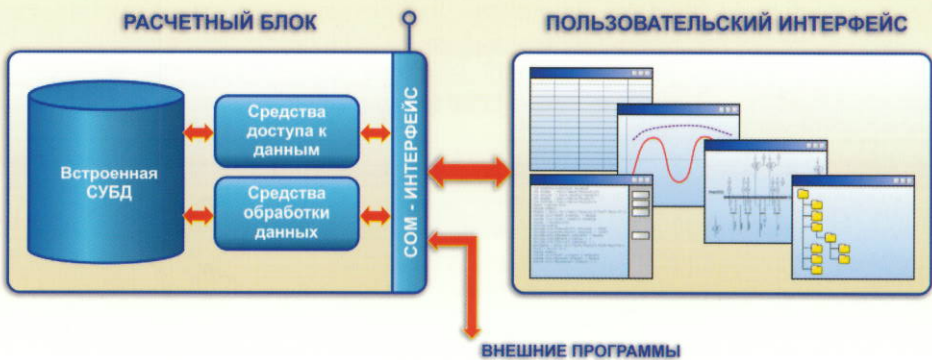 РАСЧЕТНЫЙ БЛОК
ПОЛЬЗОВАТЕЛЬСКИЙ ИНТЕРФЕЙС
Встроенная
СУБД
Средства
доступа к
данным
Средства
обработки
данных
COM - ИНТЕРФЕЙС
ВНЕШНИЕ ПРОГРАММЫ